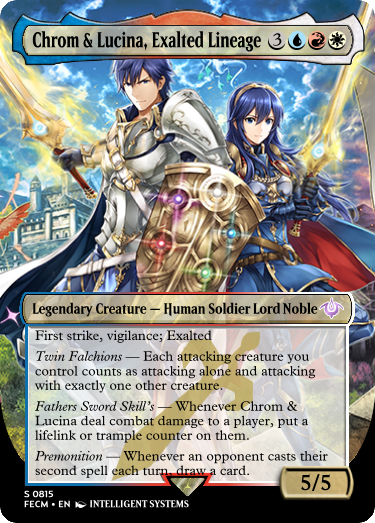 Chrom & Lucina, Exalted Lineage 3
Legendary Creature — Human Soldier Lord Noble
First strike, vigilance; Exalted
Twin Falchions — Each attacking creature you
control counts as attacking alone and attacking
with exactly one other creature.
Fathers Sword Skill's — Whenever Chrom &
Lucina deal combat damage to a player, put a
lifelink or trample counter on them.
Premonition — Whenever an opponent casts their
second spell each turn, draw a card.
5/5
S 0815
FECM • EN INTELLIGENT SYSTEMS